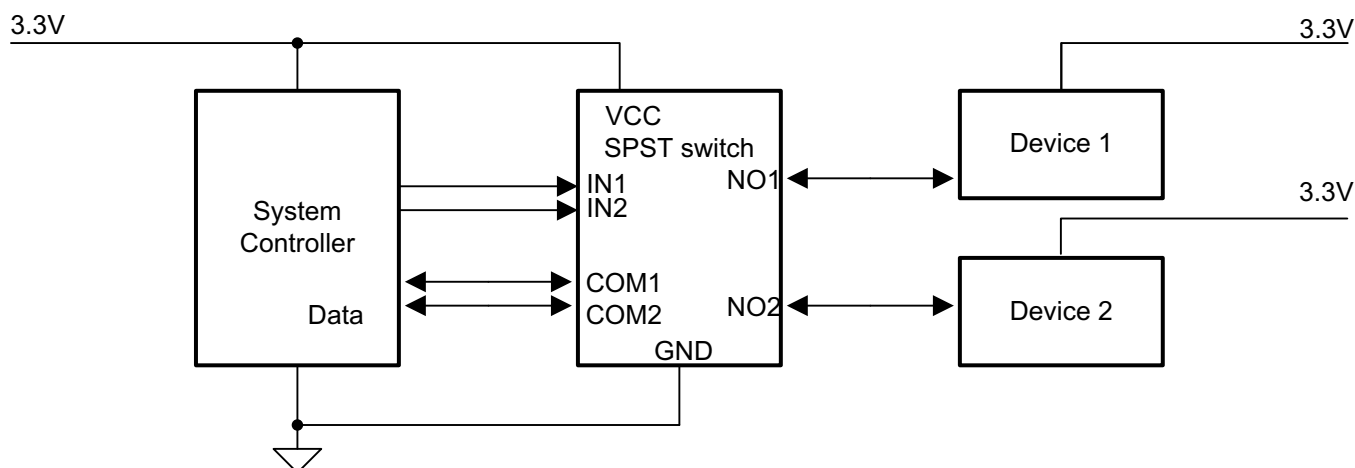 3.3V
3.3V
VCC
SPST switch
Device 1
IN1
NO1
IN2
3.3V
System
Controller
COM1
COM2
NO2
Device 2
Data
GND